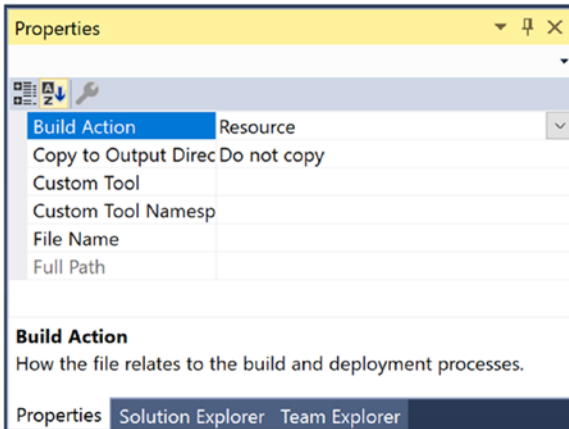 Properties
Build Action Resource
Copy to Output Direc Do not copy
Custom Tool
Custom Tool Namesp
File Name
Full Path
Build Action
How the file relates to the build and deployment processes.
Properties Solution Explorer Team Explorer